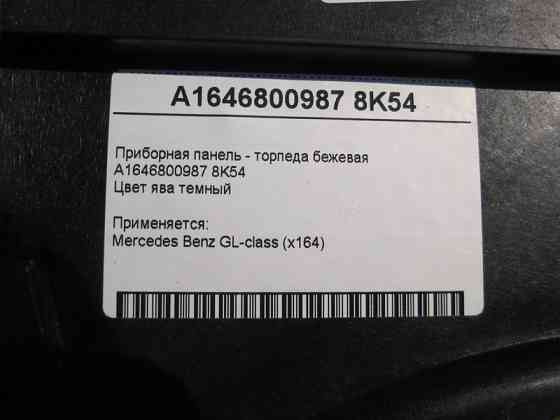 A1646800987 8K54
Приборная панель - торпеда бежевая
A1646800987 8K54
Цвет ява темный
Применяется:
Mercedes Benz GL-class (x164)